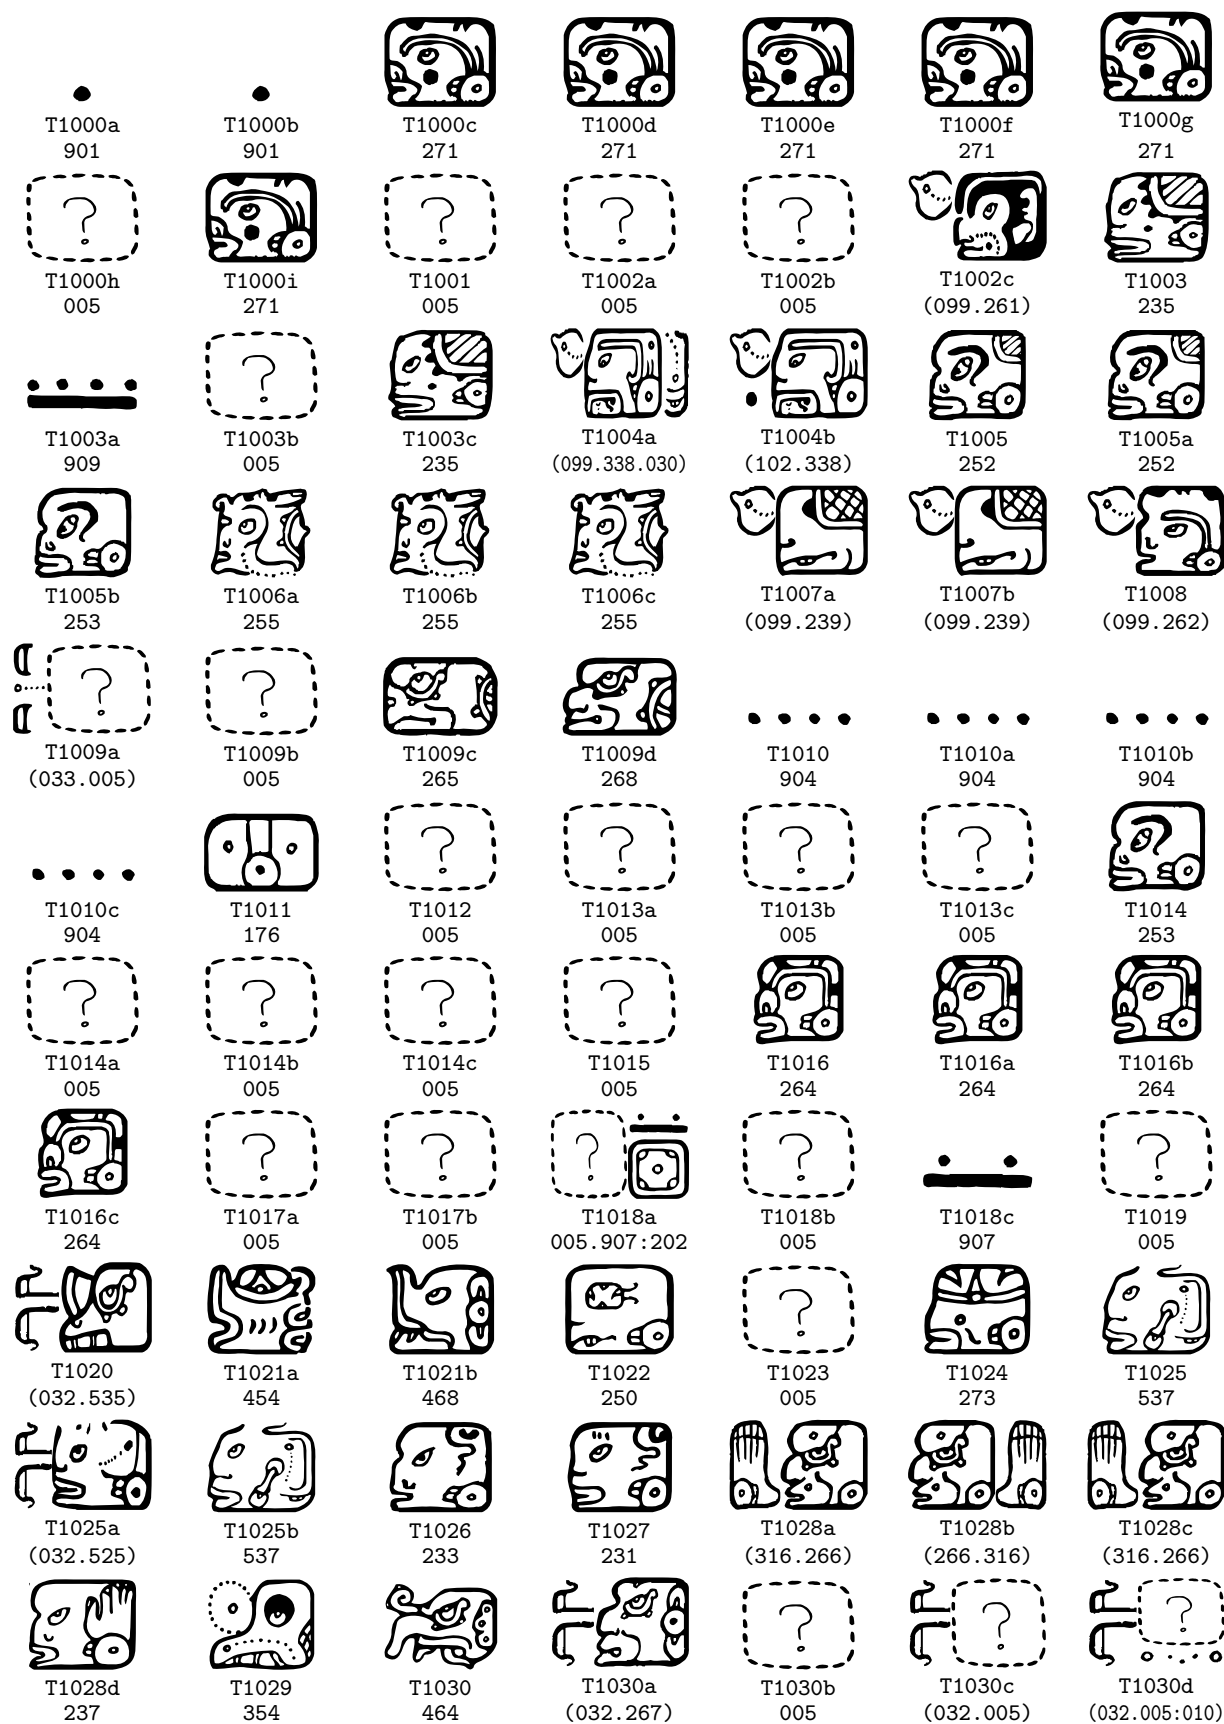 T1000a T1000b T1000c T1000d T1000e T1000f T1000g
901 901 271 271 271 271 271
? ? ? ?
T1000h T1000i T1001 T1002a T1002b T1002c T1003
005 271 005 005 005 (099.261) 235
?
T1003a T1003b T1003c T1004a T1004b T1005 T1005a
909 005 235 (099.338.030) (102.338) 252 252
T1005b T1006a T1006b T1006c T1007a T1007b T1008
253 255 255 255 (099.239) (099.239) (099.262)
? ?
T1009a T1009b T1009c T1009d T1010 T1010a T1010b
(033.005) 005 265 268 904 904 904
? ? ? ?
T1010c T1011 T1012 T1013a T1013b T1013c T1014
904 176 005 005 005 005 253
? ? ? ?
T1014a T1014b T1014c T1015 T1016 T1016a T1016b
005 005 005 005 264 264 264
? ? ? ? ?
T1016c T1017a T1017b T1018a T1018b T1018c T1019
264 005 005 005.907:202 005 907 005
?
T1020 T1021a T1021b T1022 T1023 T1024 T1025
(032.535) 454 468 250 005 273 537
T1025a T1025b T1026 T1027 T1028a T1028b T1028c
(032.525) 537 233 231 (316.266) (266.316) (316.266)
? ? ?
T1028d T1029 T1030 T1030a T1030b T1030c T1030d
237 354 464 (032.267) 005 (032.005) (032.005:010)